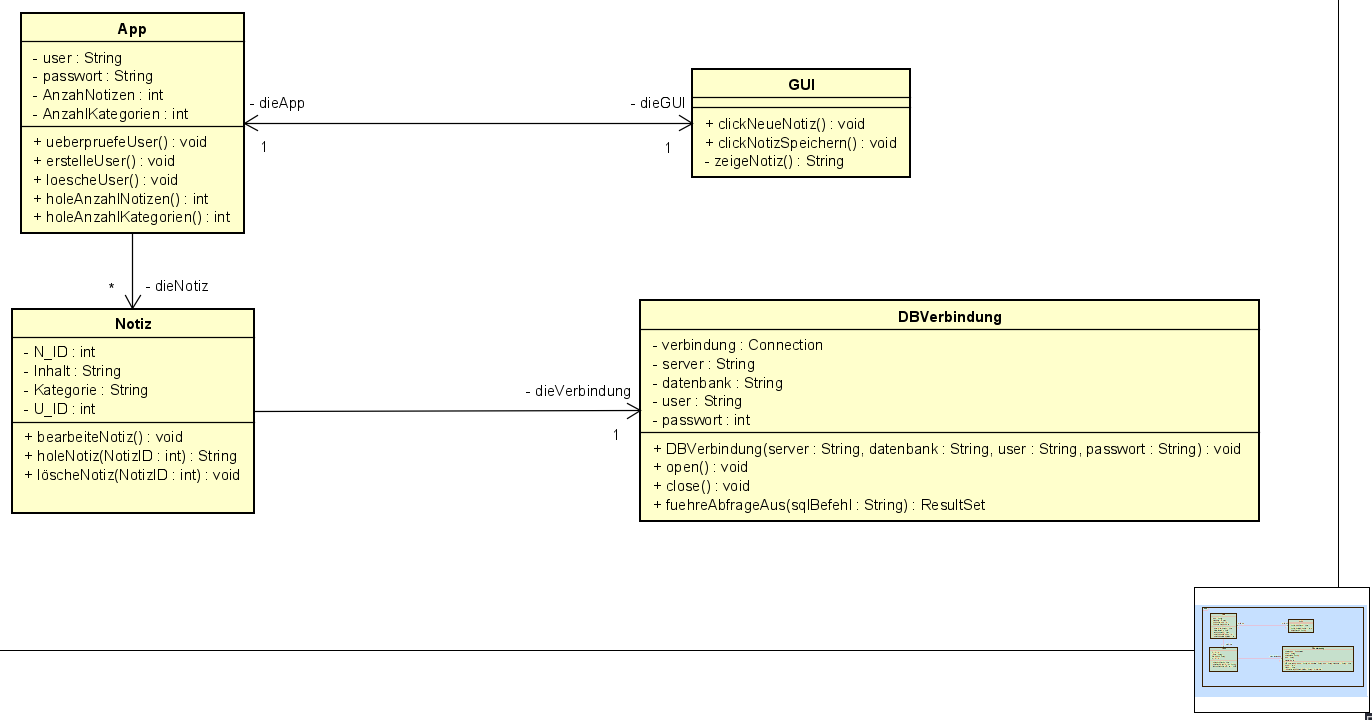 App
- user : String
- passwort : String
- AnzahNotizen : int
- AnzahlKategorien : int
+ ueberpruefeUser() : void
+ erstelleUser() : void
+ loescheUser() : void
+ holeAnzahlNotizen() : int
+ holeAnzahlKategorien() : int
- dieApp
1
- dieGUI
1
GUI
+ clickNeueNotiz() : void
+ clickNotizSpeichern() : void
- zeigeNotiz() : String
*
- dieNotiz
Notiz
- N_ID : int
- Inhalt : String
- Kategorie : String
- U_ID : int
+ bearbeiteNotiz() : void
+ holeNotiz(NotizID : int) : String
+ löscheNotiz(NotizID : int) : void
- dieVerbindung
1
DBVerbindung
- verbindung : Connection
- server : String
- datenbank : String
- user : String
- passwort : int
+ DBVerbindung(server : String, datenbank : String, user : String, passwort : String) : void
+ open() : void
+ close() : void
+ fuehreAbfrageAus(sqlBefehl : String) : ResultSet